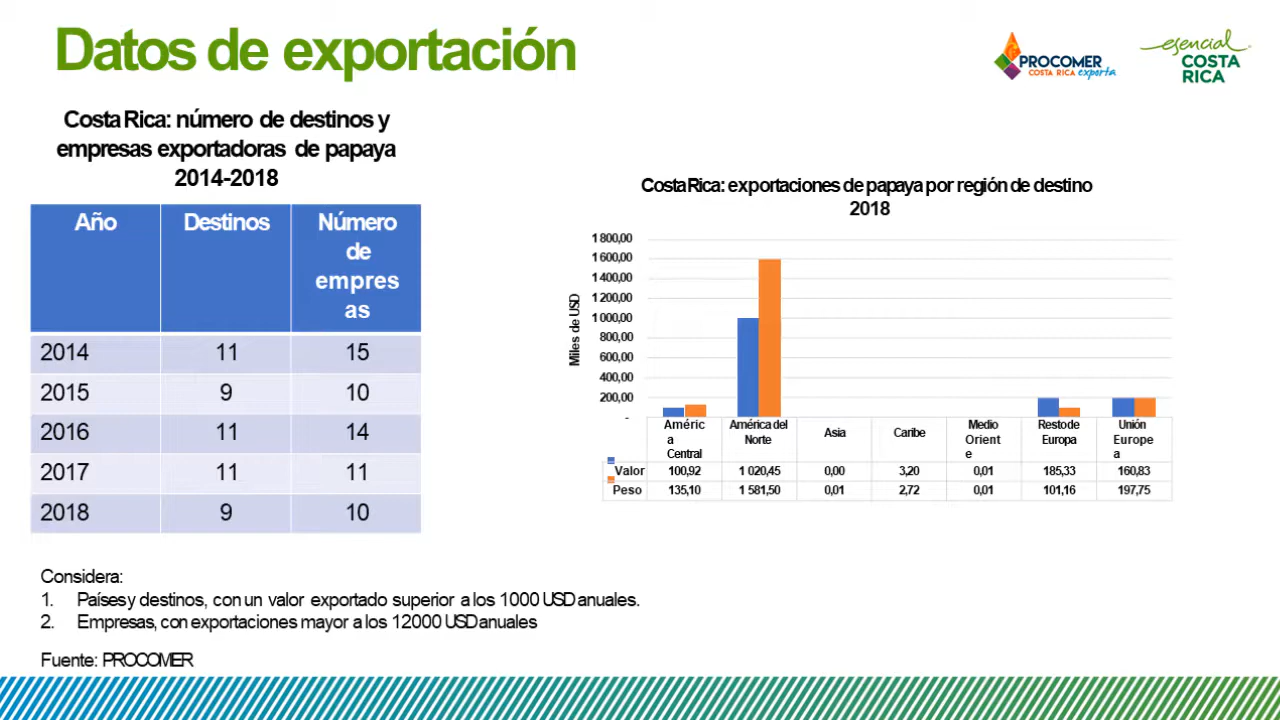 Datos de exportación
PROCOMER
COSTA RICA exporta
esencial
COSTA
RICA
Costa Rica: número de destinos y
empresas exportadoras de papaya
2014-2018
Año Destinos Número
de
empres
as
2014 11 15
2015 9 10
2016 11 14
2017 11 11
2018 9 10
Costa Rica: exportaciones de papaya por región de destino
2018
Miles de USD
1 800,00
1 600,00
1 400,00
1 200,00
1 000,00
800,00
600,00
400,00
200,00
-
Améric
a
Central
América del
Norte
Asia
Caribe
Medio
Orient
e
Resto de
Europa
Unión
Europe
a
Valor 100,92 1 020,45 0,00 3,20 0,01 185,33 160,83
Peso 135,10 1 581,50 0,01 2,72 0,01 101,16 197,75
Considera:
1. Países y destinos, con un valor exportado superior a los 1000 USD anuales.
2. Empresas, con exportaciones mayor a los 12000 USD anuales
Fuente: PROCOMER